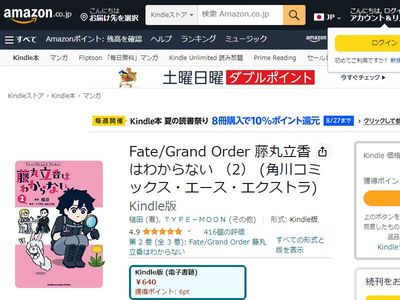 amazon.co.jp
こんにちは
お届け先を選択
Kindleストア
検索 Amazon.co.jp
JP
こんにちは
アカウント＆リ
すべて
Amazonポイント: 残高を確認
ランキング
ミュージック
ログイン
初めてご利用ですか?
Kindle本
Fliptoon 「毎日無料」マンガ
Kindle Unlimited 読み放題
Prime Reading
Kindle本
土曜日曜 ダブルポイント
今すぐチェック
Kindleストア › Kindle本 › マンガ
毎週開催
Kindle本 夏の読書祭り 8冊購入で10%ポイント還元 8/27まで
クリックして
Fate/Grand Order
藤丸立香は
わからない
2
Fate/Grand Order 藤丸立香
はわからない (2) (角川コ
ミックス・エース・エクストラ)
Kindle版
槌田 (著), TYPE−MOON (その他)
形式: Kindle版
4.9
416個の評価
第 2 巻 (全 3 巻): Fate/Grand Order 藤丸
立香はわからない
すべての形式と
版を表示
Kindle版 (電子書籍)
¥640
獲得ポイント: 6pt
Kindle 価格
獲得ポイント
上のボタンを
続刊をお